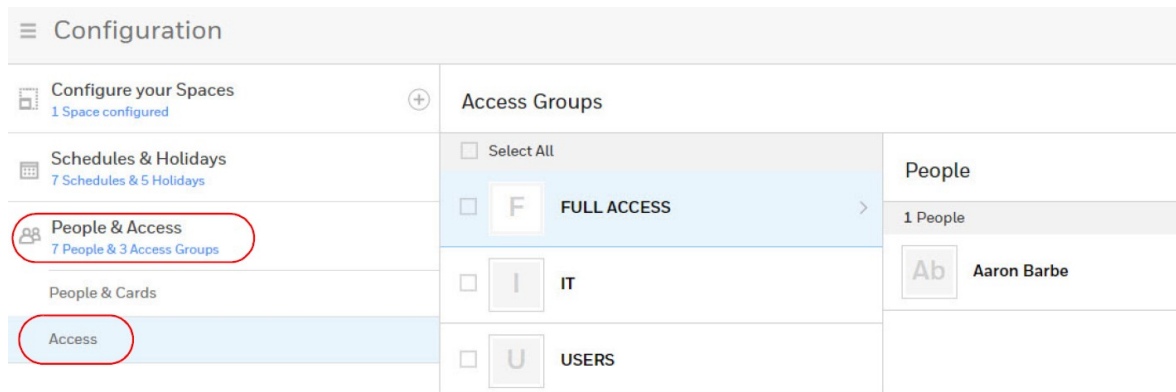 Configuration
Configure your Spaces
1 Space configured
Schedules & Holidays
7 Schedules & 5 Holidays
People & Access
7 People & 3 Access Groups
People & Cards
Access
Access Groups
Select All
F FULL ACCESS
I IT
U USERS
People
1 People
Ab Aaron Barbe